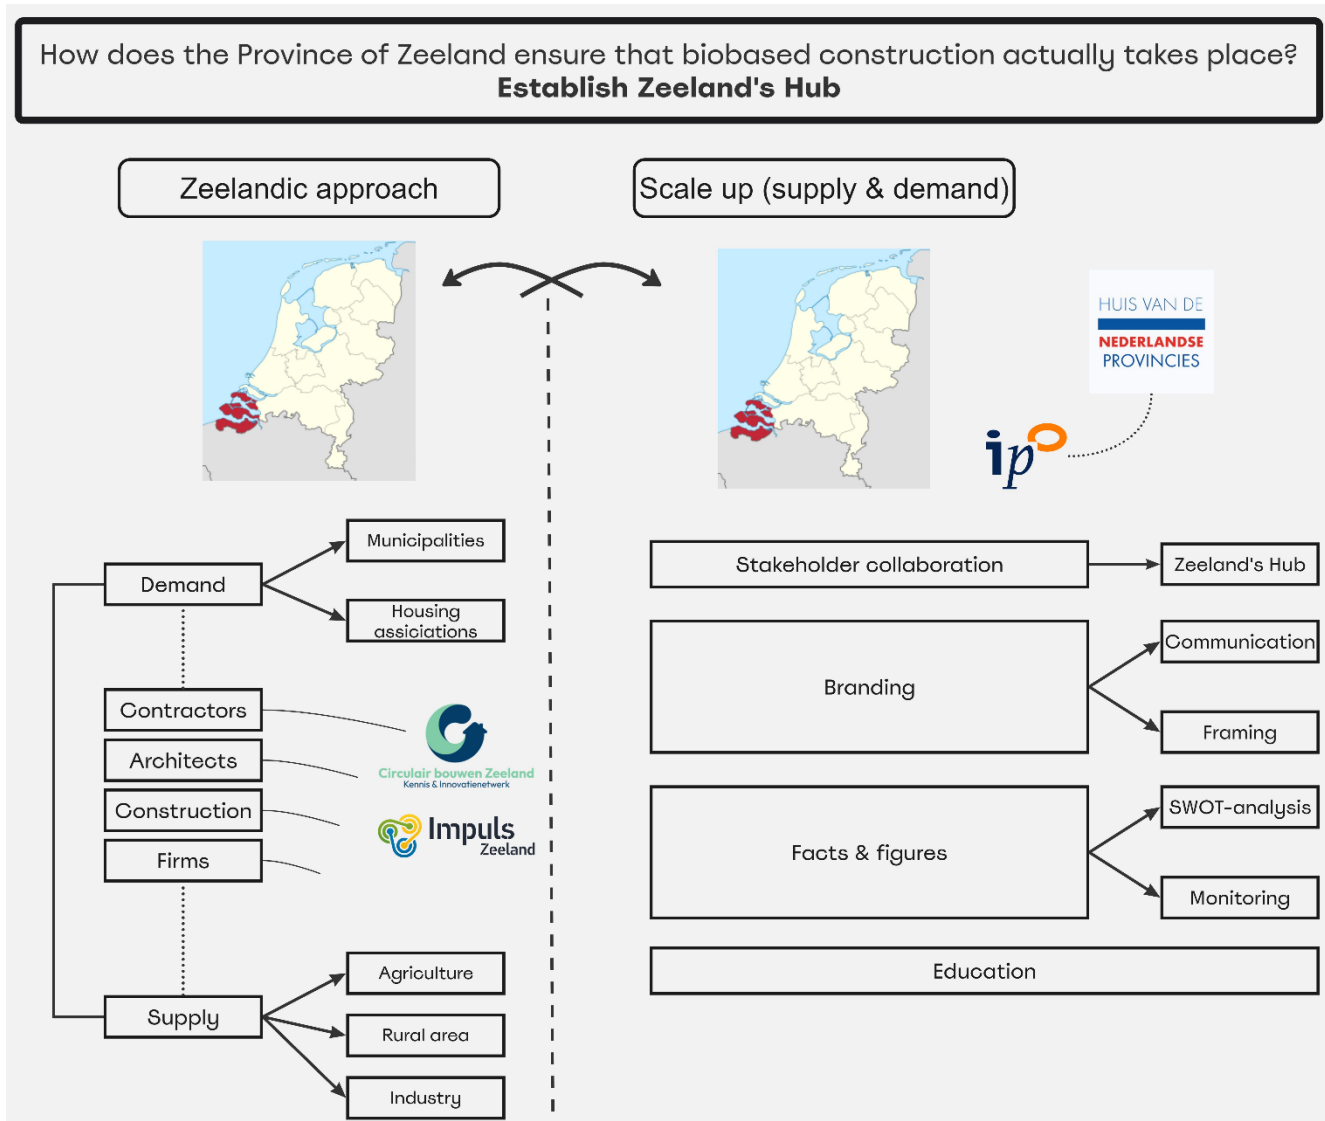 How does the Province of Zeeland ensure that biobased construction actually takes place?
Establish Zeeland's Hub
Zeelandic approach
Scale up (supply & demand)
HUIS VAN DE
NEDERLANDSE
PROVINCIES
ipo
Demand
Municipalities
Housing
assiciations
Contractors
Architects
Construction
Firms
Circulair bouwen Zeeland
Kennis & Innovatienetwerk
Impuls
Zeeland
Supply
Agriculture
Rural area
Industry
Stakeholder collaboration
Zeeland's Hub
Branding
Communication
Framing
Facts & figures
SWOT-analysis
Monitoring
Education